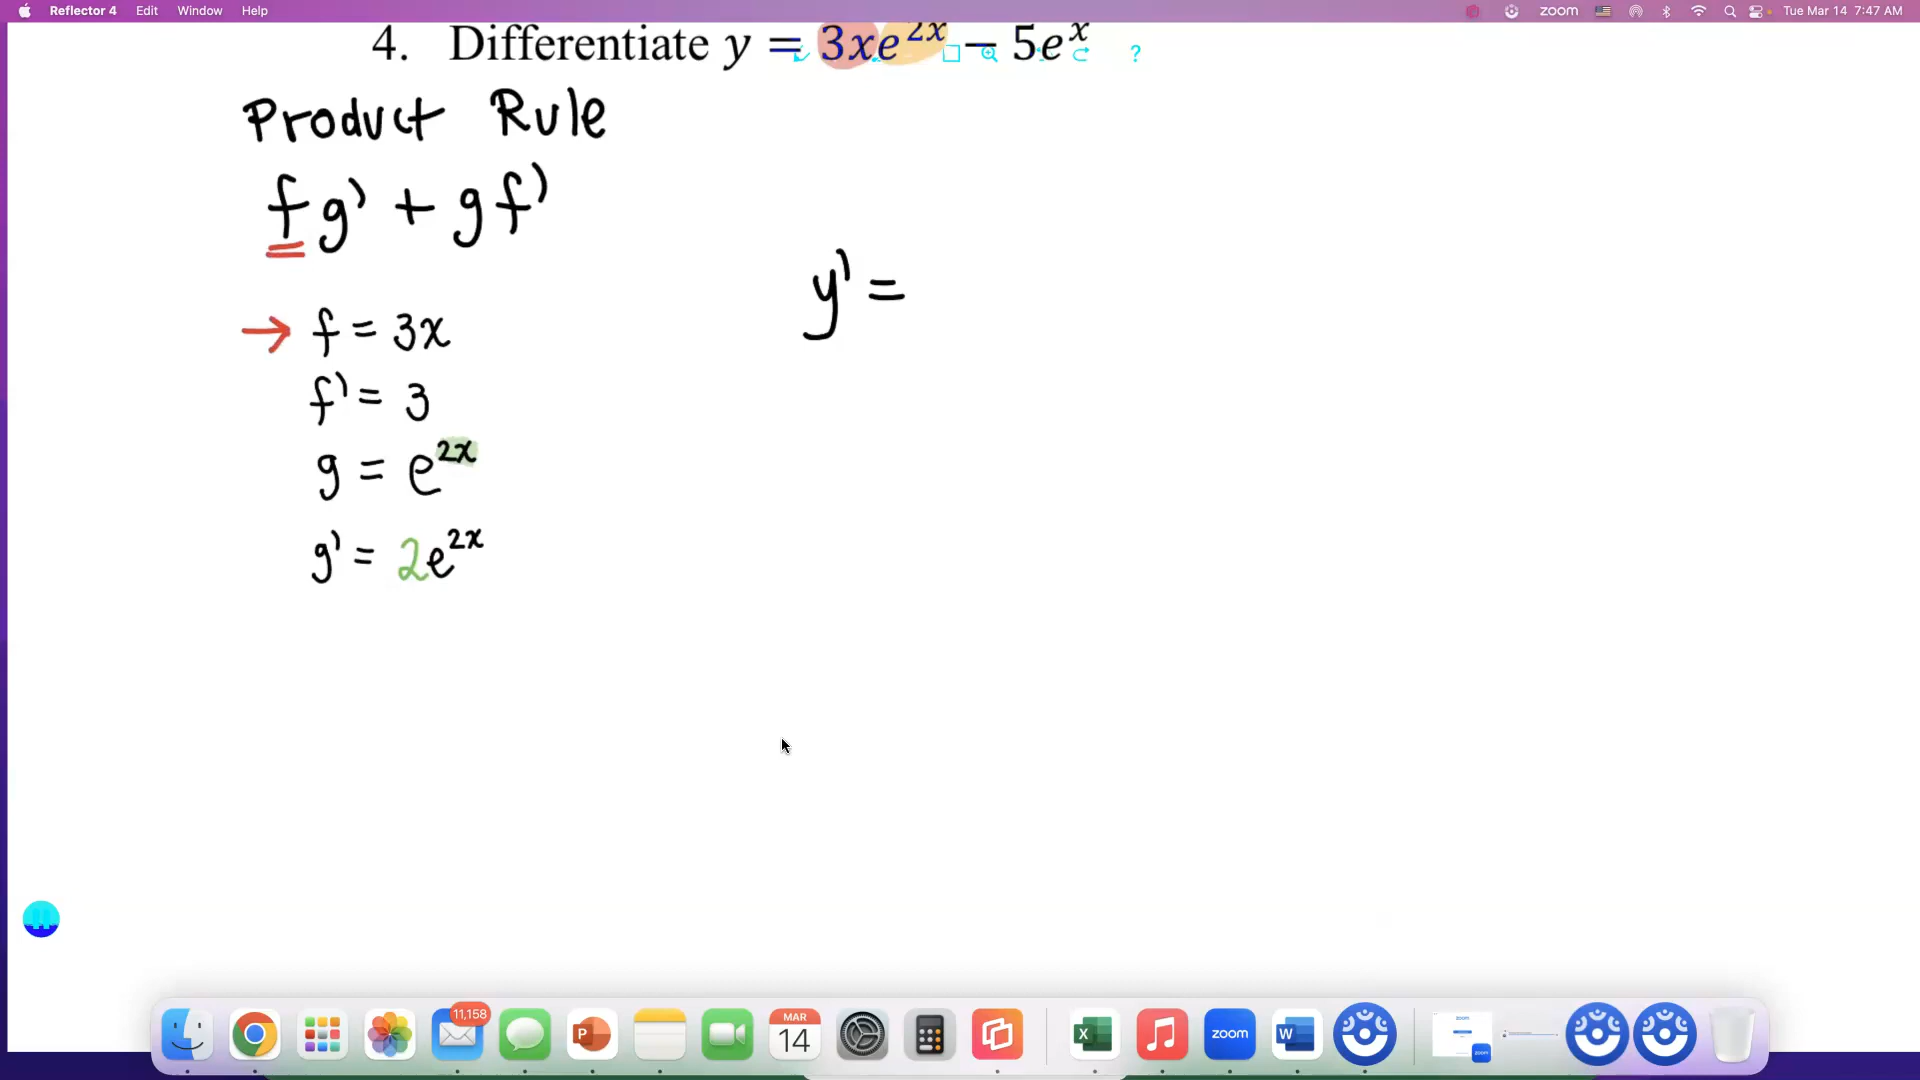 Reflector 4 Edit Window Help zoom Tue Mar 14 7:47 AM
4. Differentiate y = 3xe^{2x} − 5e^x
?
Product Rule
fg' + gf'
y' =
→ f = 3x
f' = 3
g = e^{2x}
g' = 2e^{2x}
11,158
MAR
14
P
X
zoom
W
zoom